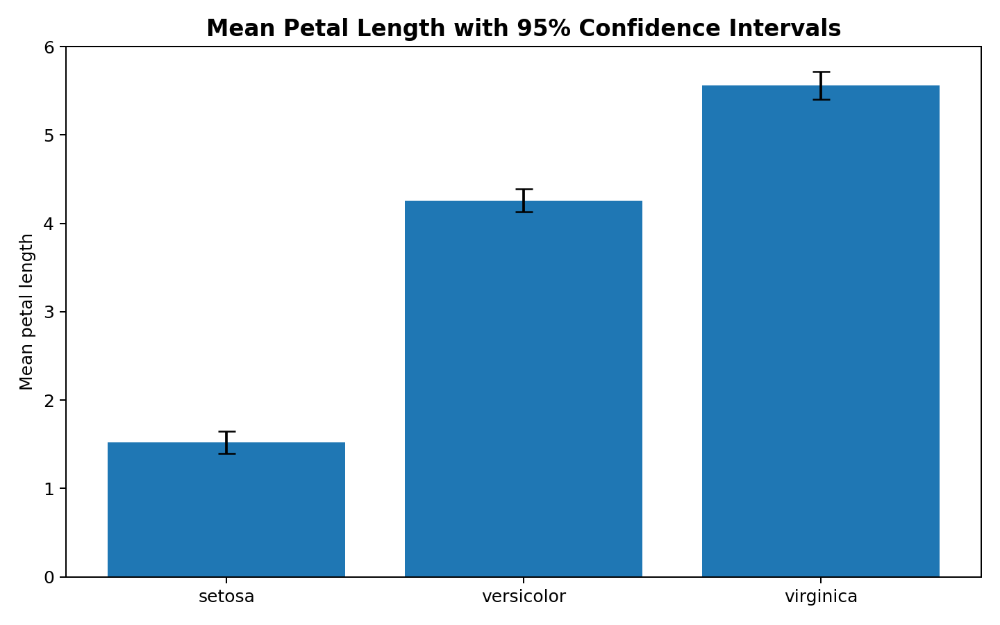 Mean Petal Length with 95% Confidence Intervals
Mean petal length
6
5
4
3
2
1
0
setosa
versicolor
virginica